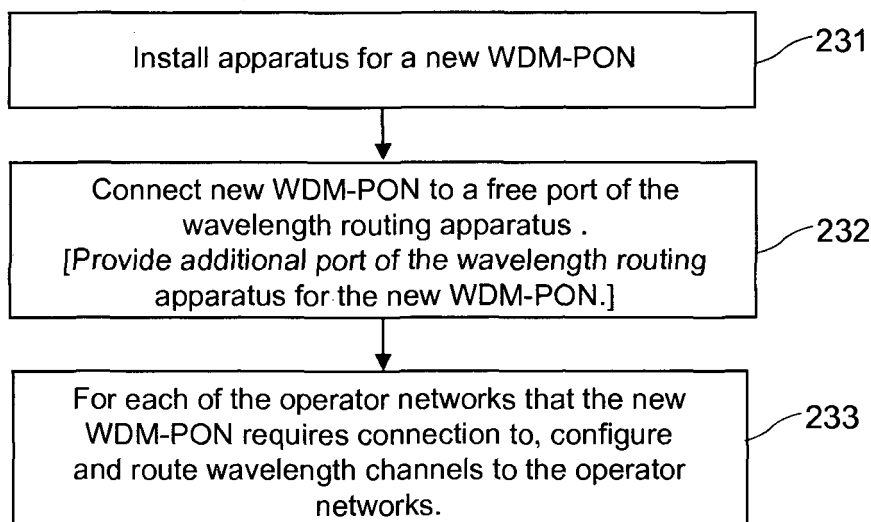 Install apparatus for a new WDM-PON
231
Connect new WDM-PON to a free port of the
wavelength routing apparatus .
[Provide additional port of the wavelength routing
apparatus for the new WDM-PON.]
232
For each of the operator networks that the new
WDM-PON requires connection to, configure
and route wavelength channels to the operator
networks.
233